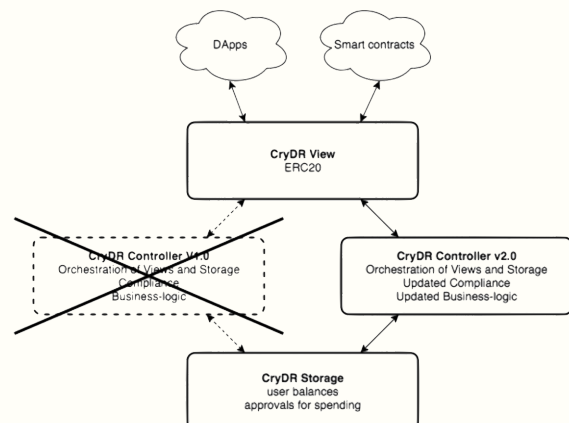 DApps
Smart contracts
CryDR View
ERC20
CryDR Controller V1.0
Orchestration of Views and Storage
Compliance
Business-logic
CryDR Controller v2.0
Orchestration of Views and Storage
Updated Compliance
Updated Business-logic
CryDR Storage
user balances
approvals for spending